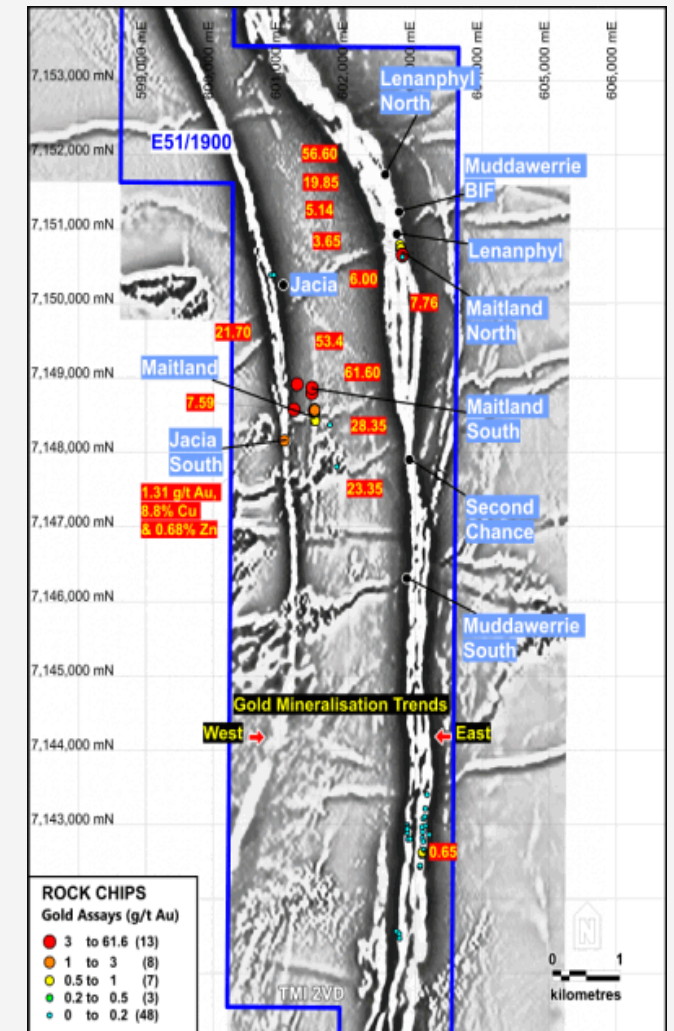 599,000 mE
600,000 mE
601,000 mE
602,000 mE
605,000 mE
606,000 mE
7,153,000 mN
7,152,000 mN
7,151,000 mN
7,150,000 mN
7,149,000 mN
7,148,000 mN
7,147,000 mN
7,146,000 mN
7,145,000 mN
7,144,000 mN
7,143,000 mN
E51/1900
Lenanphyl
North
56.60
19.85
5.14
3.65
Muddawerrie
BIF
Lenanphyl
Jacia
6.00
7.76
Maitland
North
21.70
53.4
Maitland
61.60
7.59
Maitland
South
Jacia
South
28.35
1.31 g/t Au,
8.8% Cu
& 0.68% Zn
23.35
Second
Chance
Muddawerrie
South
Gold Mineralisation Trends
West
East
0.65
ROCK CHIPS
Gold Assays (g/t Au)
3 to 61.6 (13)
1 to 3 (8)
0.5 to 1 (7)
0.2 to 0.5 (3)
0 to 0.2 (48)
TMI 2VD
N
0 1
kilometres